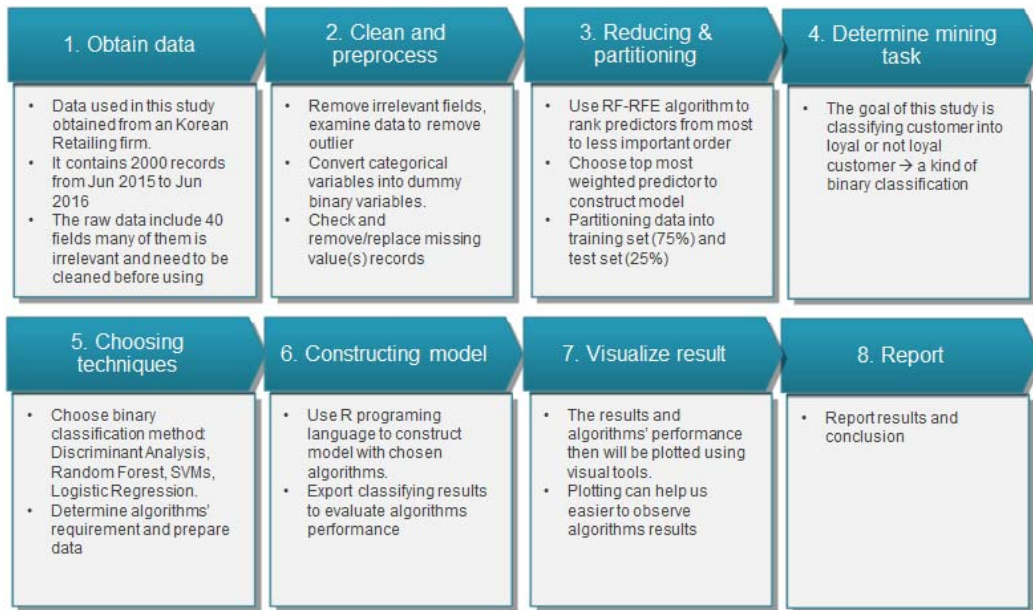 1. Obtain data
• Data used in this study
obtained from an Korean
Retailing firm.
• It contains 2000 records
from Jun 2015 to Jun
2016
• The raw data include 40
fields many of them is
irrelevant and need to be
cleaned before using
2. Clean and
preprocess
• Remove irrelevant fields,
examine data to remove
outlier
• Convert categorical
variables into dummy
binary variables.
• Check and
remove/replace missing
value(s) records
3. Reducing &
partitioning
• Use RF-RFE algorithm to
rank predictors from most
to less important order
• Choose top most
weighted predictor to
construct model
• Partitioning data into
training set (75%) and
test set (25%)
4. Determine mining
task
• The goal of this study is
classifying customer into
loyal or not loyal
customer → a kind of
binary classification
5. Choosing
techniques
• Choose binary
classification method:
Discriminant Analysis,
Random Forest, SVMs,
Logistic Regression.
• Determine algorithms'
requirement and prepare
data
6. Constructing model
• Use R programing
language to construct
model with chosen
algorithms.
• Export classifying results
to evaluate algorithms
performance
7. Visualize result
• The results and
algorithms' performance
then will be plotted using
visual tools.
• Plotting can help us
easier to observe
algorithms results
8. Report
• Report results and
conclusion